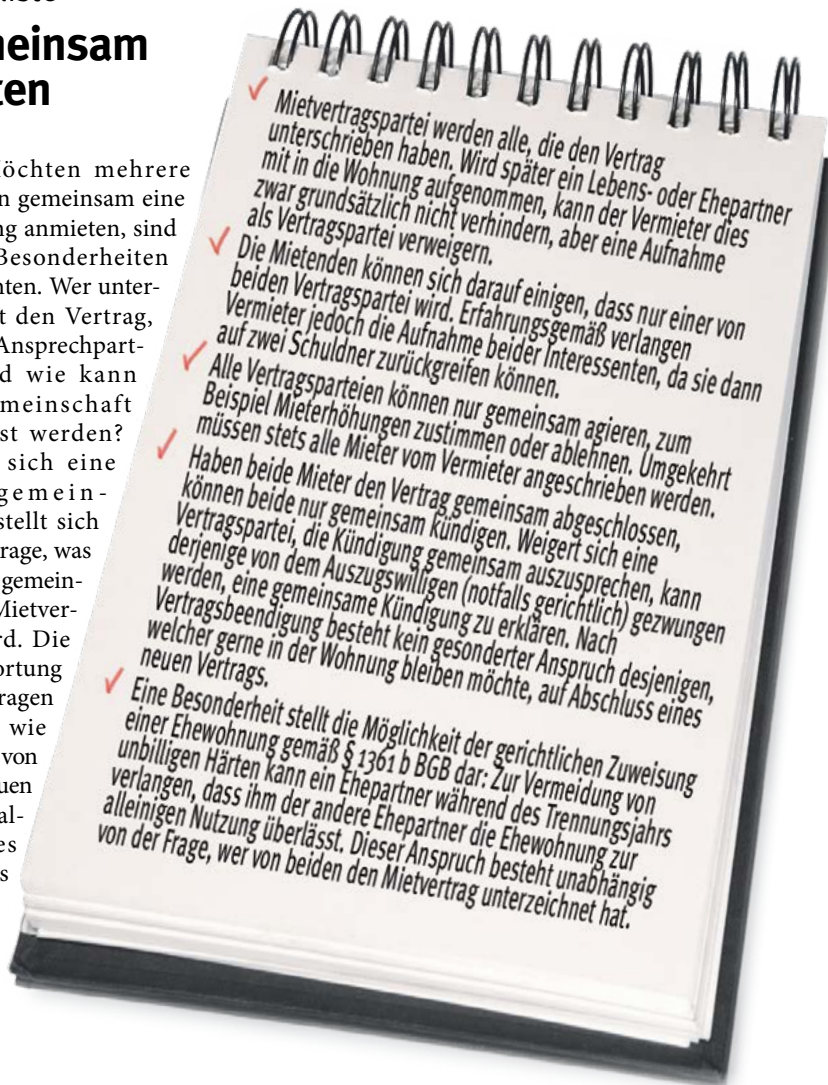 neinsam
ten
öchten mehrere
n gemeinsam eine
ng anmieten, sind
Besonderheiten
hten. Wer unter-
t den Vertrag,
Ansprechpart-
d wie kann
meinschaft
st werden?
sich eine
gemein-
stellt sich
rage, was
gemein-
Mietver-
rd. Die
ortung
ragen
wie
von
uen
al-
es
s
✓ Mietvertragspartei werden alle, die den Vertrag
unterschrieben haben. Wird später ein Lebens- oder Ehepartner
mit in die Wohnung aufgenommen, kann der Vermieter dies
zwar grundsätzlich nicht verhindern, aber eine Aufnahme
als Vertragspartei verweigern.
✓ Die Mietenden können sich darauf einigen, dass nur einer von
beiden Vertragspartei wird. Erfahrungsgemäß verlangen
Vermieter jedoch die Aufnahme beider Interessenten, da sie dann
auf zwei Schuldner zurückgreifen können.
✓ Alle Vertragsparteien können nur gemeinsam agieren, zum
Beispiel Mieterhöhungen zustimmen oder ablehnen. Umgekehrt
müssen stets alle Mieter vom Vermieter angeschrieben werden.
✓ Haben beide Mieter den Vertrag gemeinsam abgeschlossen,
können beide nur gemeinsam kündigen. Weigert sich eine
Vertragspartei, die Kündigung gemeinsam auszusprechen, kann
derjenige von dem Auszugswilligen (notfalls gerichtlich) gezwungen
werden, eine gemeinsame Kündigung zu erklären. Nach
Vertragsbeendigung besteht kein gesonderter Anspruch desjenigen,
welcher gerne in der Wohnung bleiben möchte, auf Abschluss eines
neuen Vertrags.
✓ Eine Besonderheit stellt die Möglichkeit der gerichtlichen Zuweisung
einer Ehewohnung gemäß § 1361 b BGB dar: Zur Vermeidung von
unbilligen Härten kann ein Ehepartner während des Trennungsjahrs
verlangen, dass ihm der andere Ehepartner die Ehewohnung zur
alleinigen Nutzung überlässt. Dieser Anspruch besteht unabhängig
von der Frage, wer von beiden den Mietvertrag unterzeichnet hat.